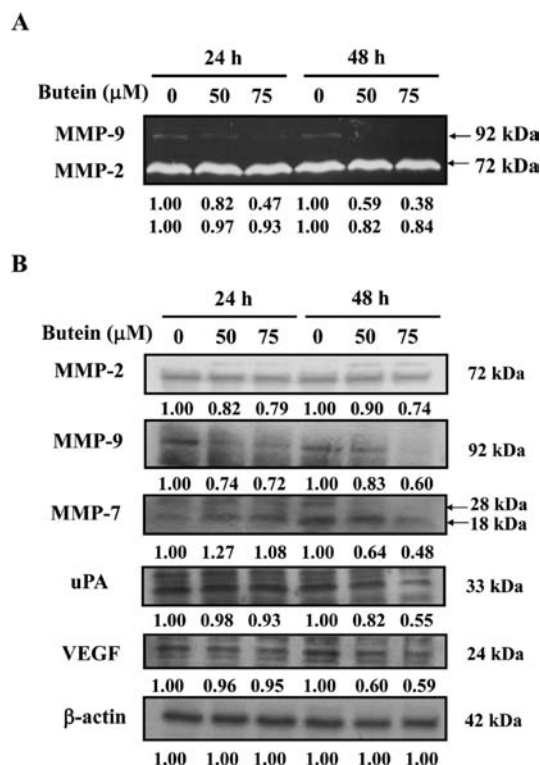 A
24 h 48 h
Butein (μM) 0 50 75 0 50 75
MMP-9 92 kDa
MMP-2 72 kDa
1.00 0.82 0.47 1.00 0.59 0.38
1.00 0.97 0.93 1.00 0.82 0.84
B
24 h 48 h
Butein (μM) 0 50 75 0 50 75
MMP-2 72 kDa
1.00 0.82 0.79 1.00 0.90 0.74
MMP-9 92 kDa
1.00 0.74 0.72 1.00 0.83 0.60
MMP-7 28 kDa
18 kDa
1.00 1.27 1.08 1.00 0.64 0.48
uPA 33 kDa
1.00 0.98 0.93 1.00 0.82 0.55
VEGF 24 kDa
1.00 0.96 0.95 1.00 0.60 0.59
β-actin 42 kDa
1.00 1.00 1.00 1.00 1.00 1.00